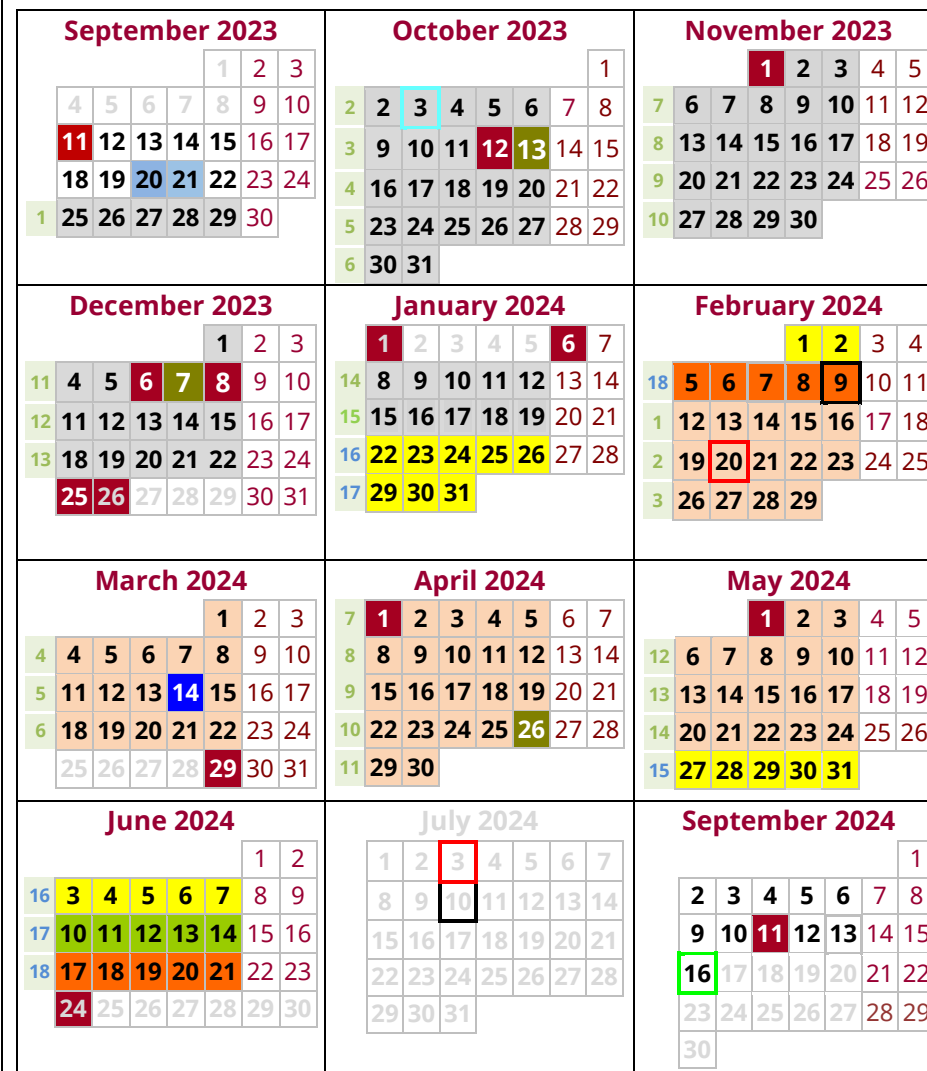 September 2023
1 2 3
4 5 6 7 8 9 10
11 12 13 14 15 16 17
18 19 20 21 22 23 24
1 25 26 27 28 29 30
October 2023
1
2 2 3 4 5 6 7 8
3 9 10 11 12 13 14 15
4 16 17 18 19 20 21 22
5 23 24 25 26 27 28 29
6 30 31
November 2023
1 2 3 4 5
7 6 7 8 9 10 11 12
8 13 14 15 16 17 18 19
9 20 21 22 23 24 25 26
10 27 28 29 30
December 2023
1 2 3
11 4 5 6 7 8 9 10
12 11 12 13 14 15 16 17
13 18 19 20 21 22 23 24
25 26 27 28 29 30 31
January 2024
1 2 3 4 5 6 7
14 8 9 10 11 12 13 14
15 15 16 17 18 19 20 21
16 22 23 24 25 26 27 28
17 29 30 31
February 2024
1 2 3 4
18 5 6 7 8 9 10 11
1 12 13 14 15 16 17 18
2 19 20 21 22 23 24 25
3 26 27 28 29
March 2024
1 2 3
4 4 5 6 7 8 9 10
5 11 12 13 14 15 16 17
6 18 19 20 21 22 23 24
25 26 27 28 29 30 31
April 2024
7 1 2 3 4 5 6 7
8 8 9 10 11 12 13 14
9 15 16 17 18 19 20 21
10 22 23 24 25 26 27 28
11 29 30
May 2024
1 2 3 4 5
12 6 7 8 9 10 11 12
13 13 14 15 16 17 18 19
14 20 21 22 23 24 25 26
15 27 28 29 30 31
June 2024
1 2
16 3 4 5 6 7 8 9
17 10 11 12 13 14 15 16
18 17 18 19 20 21 22 23
24 25 26 27 28 29 30
July 2024
1 2 3 4 5 6 7
8 9 10 11 12 13 14
15 16 17 18 19 20 21
22 23 24 25 26 27 28
29 30 31
September 2024
1
2 3 4 5 6 7 8
9 10 11 12 13 14 15
16 17 18 19 20 21 22
23 24 25 26 27 28 29
30